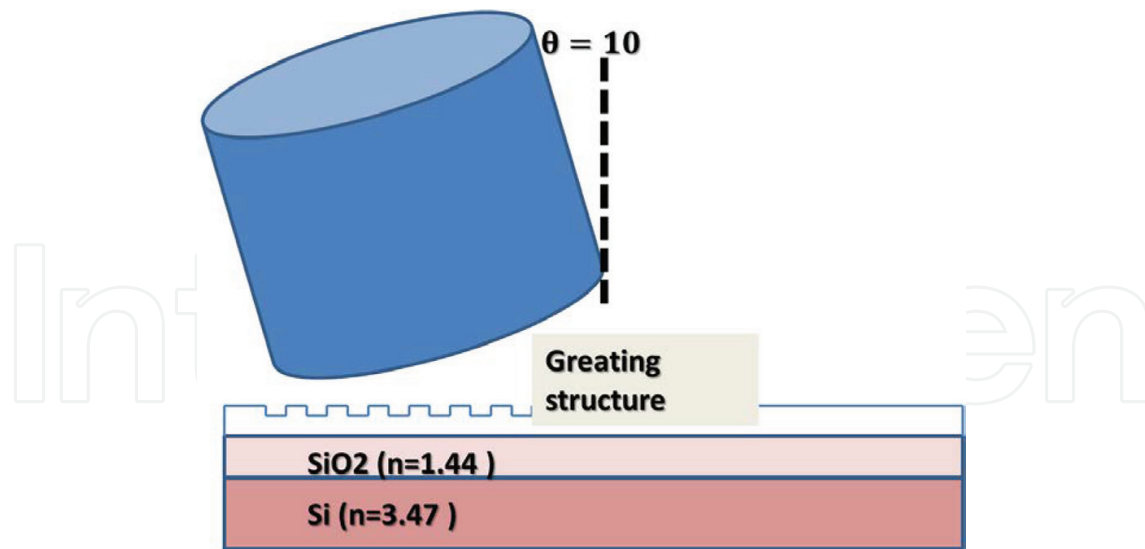 θ = 10
Greating
structure
SiO2 (n=1.44 )
Si (n=3.47 )